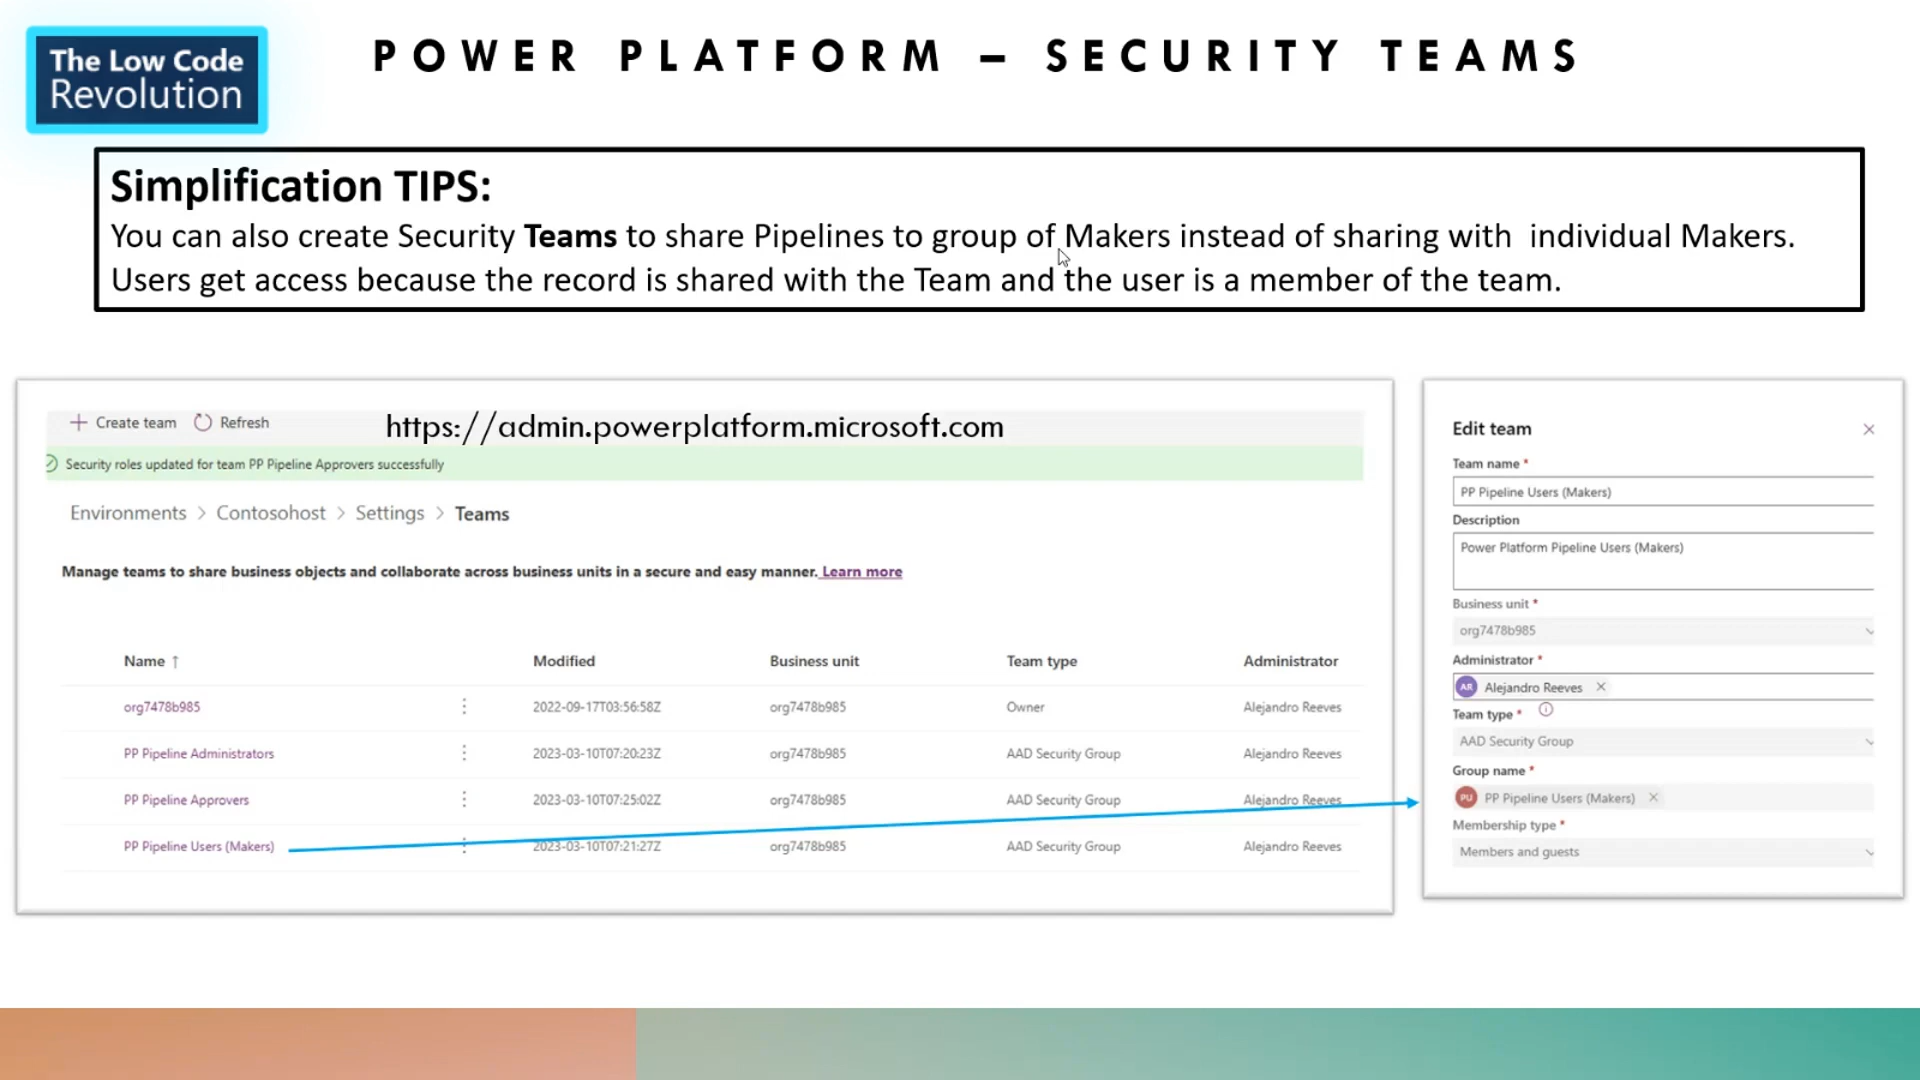 The Low Code
Revolution
POWER PLATFORM – SECURITY TEAMS
Simplification TIPS:
You can also create Security Teams to share Pipelines to group of Makers instead of sharing with individual Makers.
Users get access because the record is shared with the Team and the user is a member of the team.
Create team Refresh https://admin.powerplatform.microsoft.com
Security roles updated for team PP Pipeline Approvers successfully
Environments > Contosohost > Settings > Teams
Manage teams to share business objects and collaborate across business units in a secure and easy manner. Learn more
Name ↑ Modified Business unit Team type Administrator
org7478b985 2022-09-17T03:56:58Z org7478b985 Owner Alejandro Reeves
PP Pipeline Administrators 2023-03-10T07:20:23Z org7478b985 AAD Security Group Alejandro Reeves
PP Pipeline Approvers 2023-03-10T07:25:02Z org7478b985 AAD Security Group Alejandro Reeves
PP Pipeline Users (Makers) 2023-03-10T07:21:27Z org7478b985 AAD Security Group Alejandro Reeves
Edit team
Team name *
PP Pipeline Users (Makers)
Description
Power Platform Pipeline Users (Makers)
Business unit *
org7478b985
Administrator *
AR Alejandro Reeves
Team type *
AAD Security Group
Group name *
PU PP Pipeline Users (Makers)
Membership type *
Members and guests